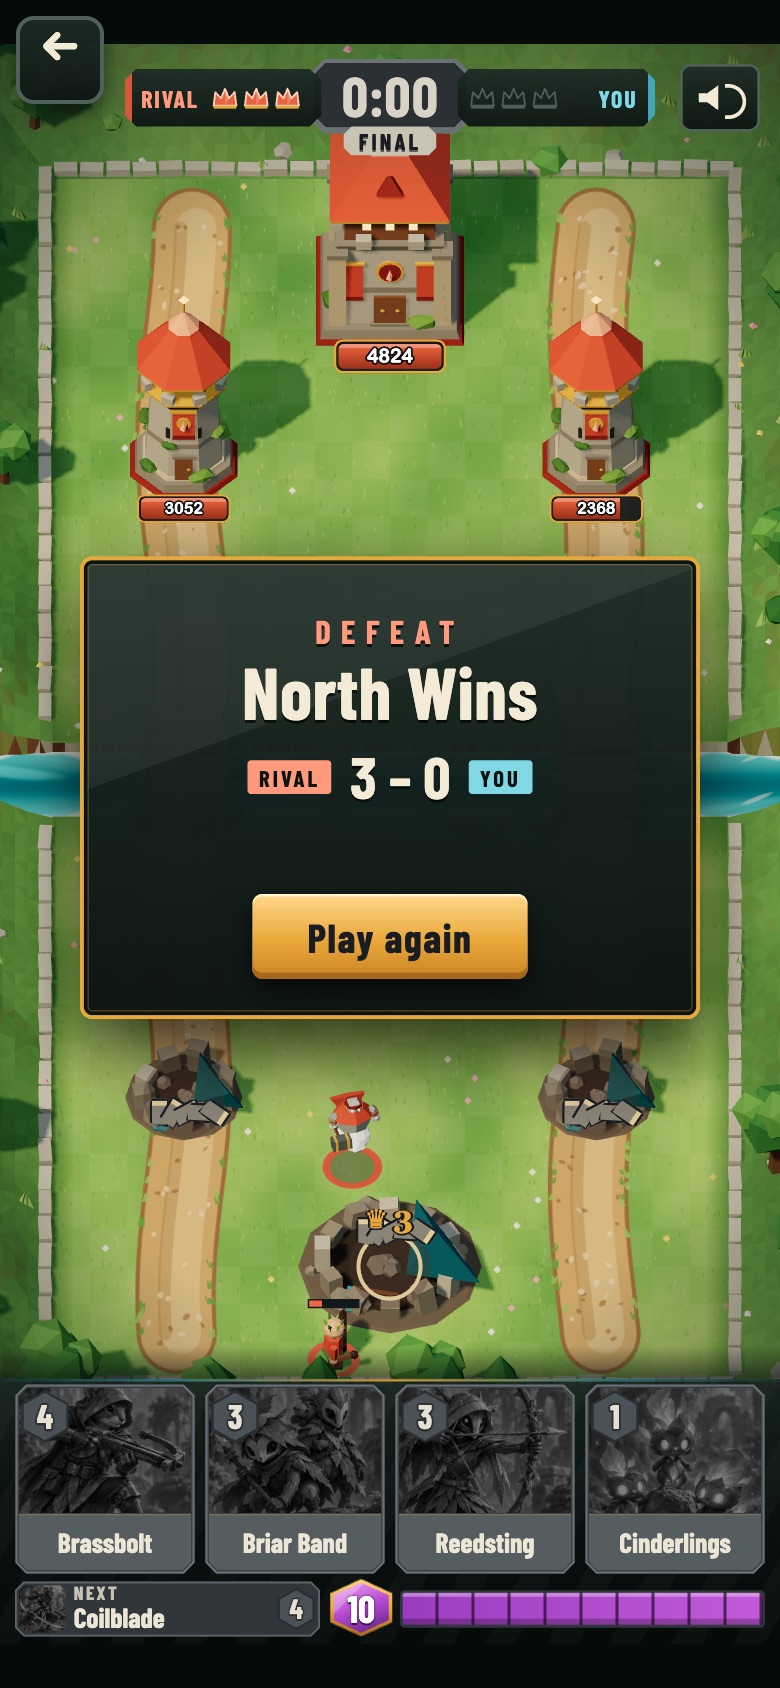 RIVAL
0:00
YOU
FINAL
4824
3052
2368
DEFEAT
North Wins
RIVAL 3 – 0 YOU
Play again
3
4
3
3
1
Brassbolt
Briar Band
Reedsting
Cinderlings
NEXT
Coilblade
4
10